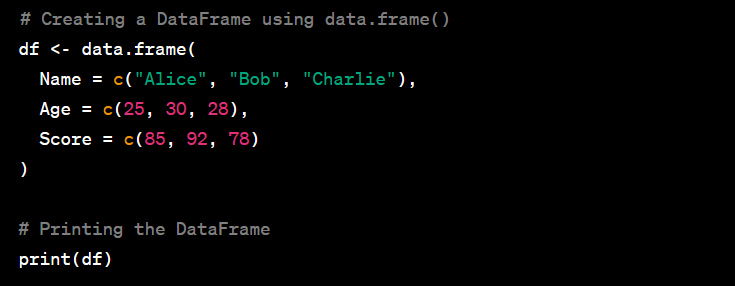 # Creating a DataFrame using data.frame()
df <- data.frame(
  Name = c("Alice", "Bob", "Charlie"),
  Age = c(25, 30, 28),
  Score = c(85, 92, 78)
)
# Printing the DataFrame
print(df)